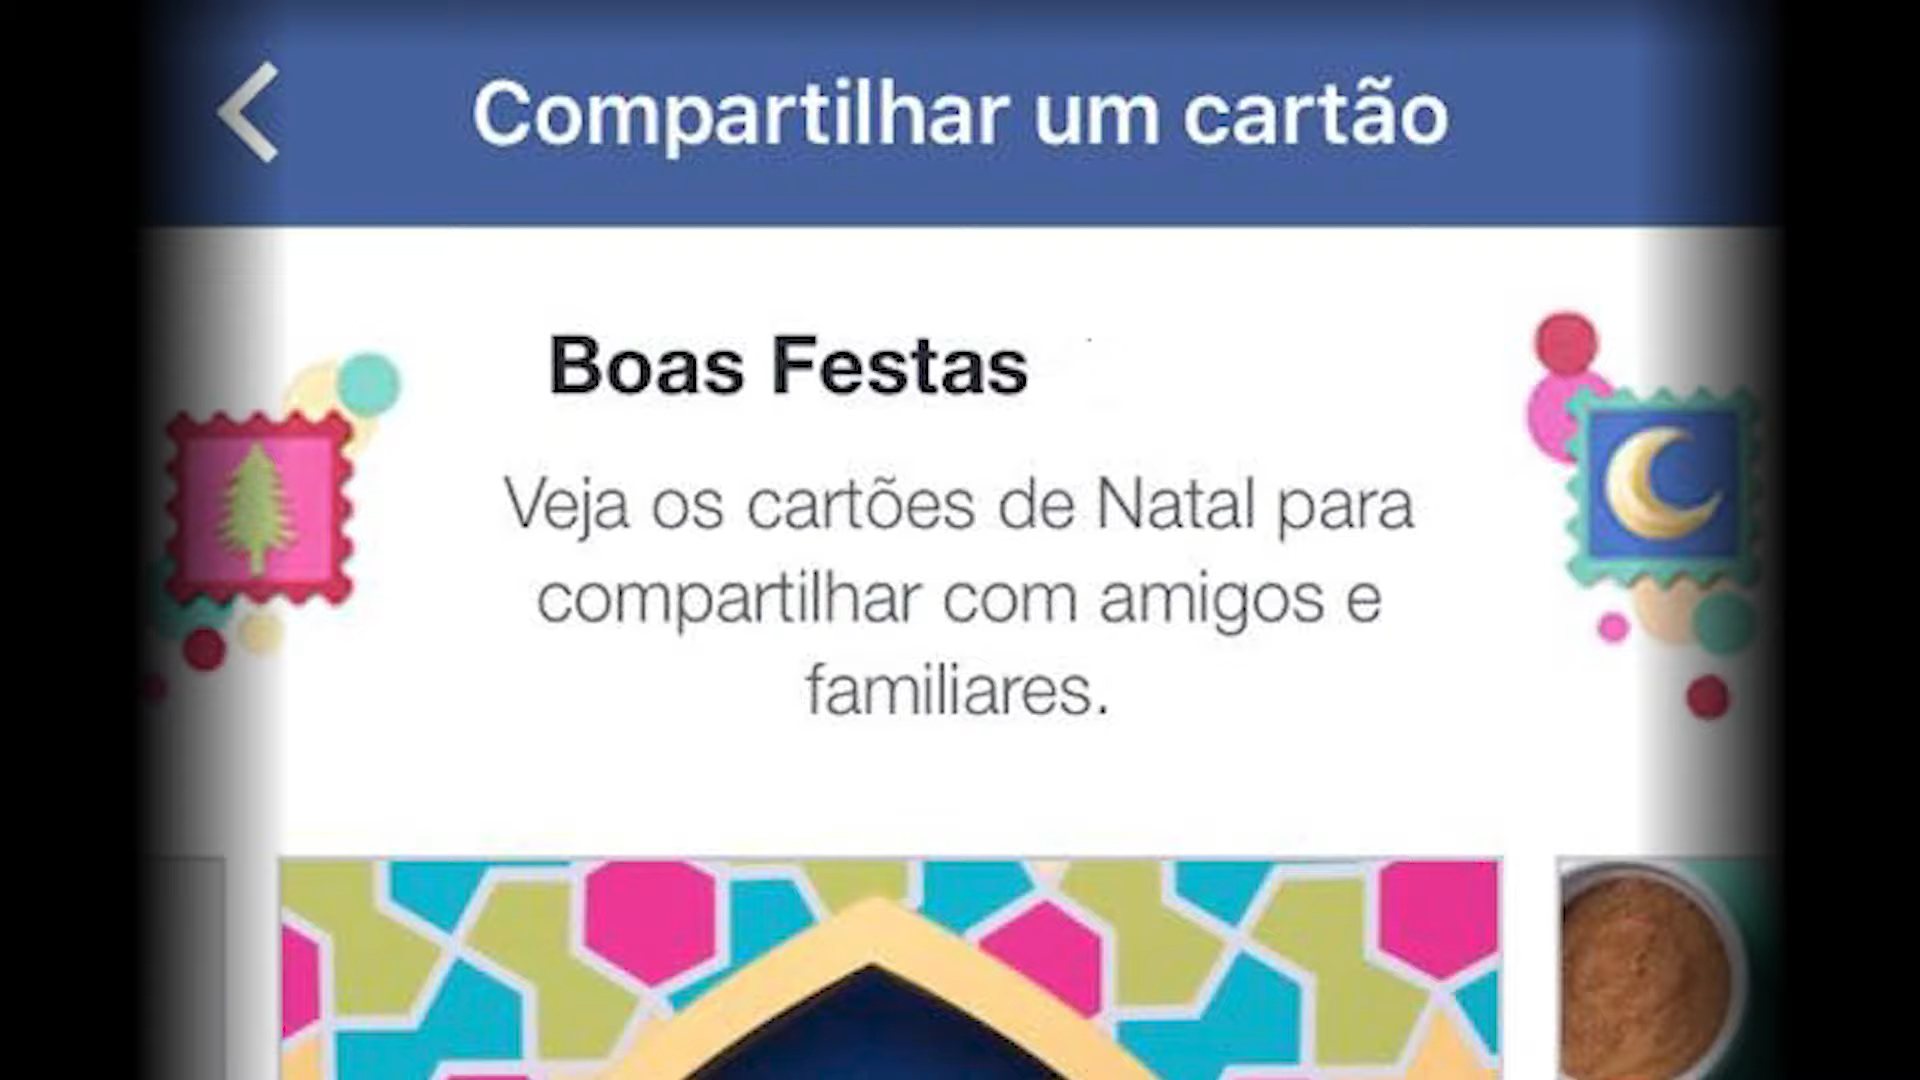 Compartilhar um cartão
Boas Festas
Veja os cartões de Natal para
compartilhar com amigos e
familiares.